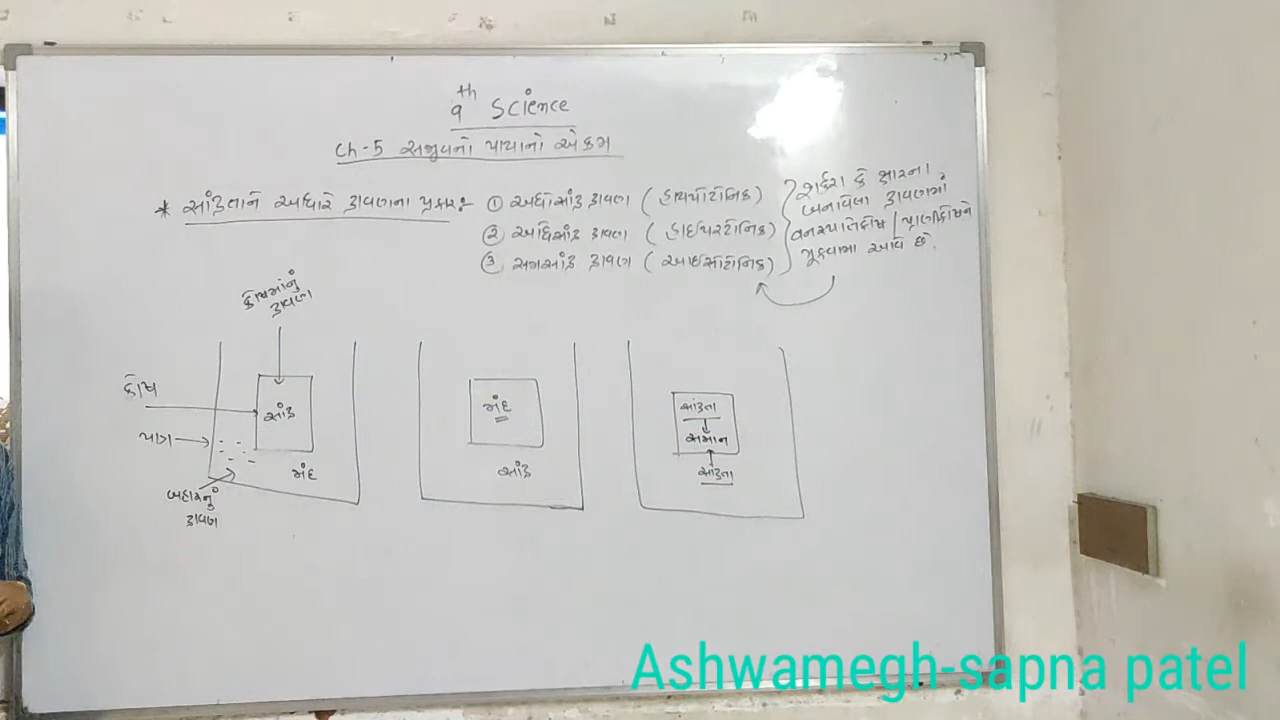 9th Science
Ch-5 સજીવનો પાયાનો એકમ
* સાંદ્રતાને આધારે દ્રાવણના પ્રકાર:-
① અધોસાંદ્ર દ્રાવણ (હાયપોટોનિક)
② અધિસાંદ્ર દ્રાવણ (હાઈપરટોનિક)
③ સમસાંદ્ર દ્રાવણ (આઈસોટોનિક)
શર્કરા કે ક્ષારના
બનાવેલા દ્રાવણમાં
વનસ્પતિકોષ / પ્રાણીકોષને
મૂકવામાં આવે છે.
કોષમાંનું
દ્રાવણ
કોષ
સાંદ્ર
પાત્ર
મંદ
બહારનું
દ્રાવણ
મંદ
સાંદ્ર
સાંદ્રતા
સમાન
સાંદ્રતા
Ashwamegh-sapna patel